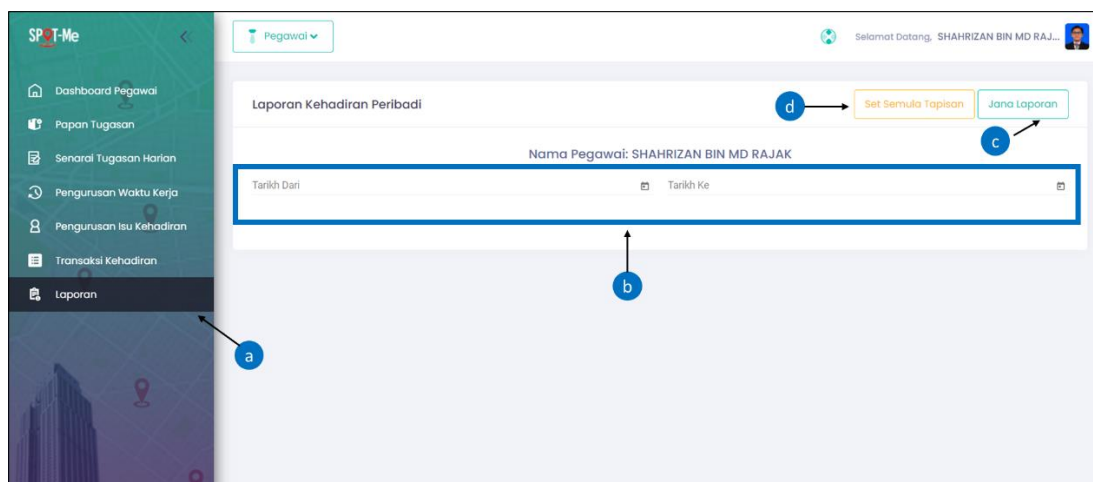 SPOT-Me
Pegawai
Selamat Datang, SHAHRIZAN BIN MD RAJ...
Dashboard Pegawai
Papan Tugasan
Senarai Tugasan Harian
Pengurusan Waktu Kerja
Pengurusan Isu Kehadiran
Transaksi Kehadiran
Laporan
a
Laporan Kehadiran Peribadi
d
Set Semula Tapisan
Jana Laporan
c
Nama Pegawai: SHAHRIZAN BIN MD RAJAK
Tarikh Dari
Tarikh Ke
b